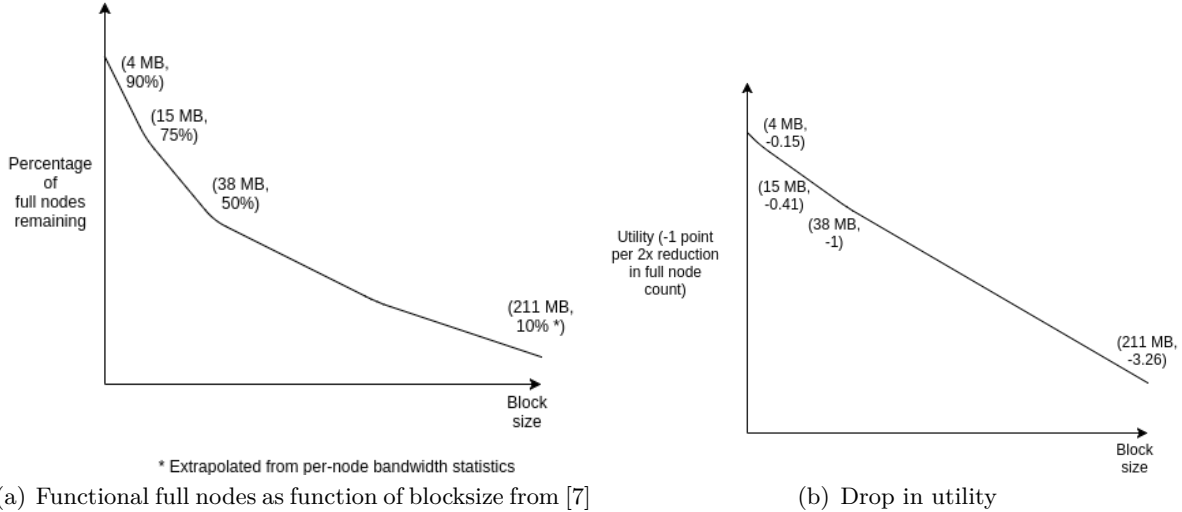 (4 MB,
90%)
(15 MB,
75%)
Percentage
of
full nodes
remaining
(38 MB,
50%)
(211 MB,
10% *)
Block
size
* Extrapolated from per-node bandwidth statistics
(a) Functional full nodes as function of blocksize from [7]
(4 MB,
-0.15)
(15 MB,
-0.41)
(38 MB,
-1)
Utility (-1 point
per 2x reduction
in full node
count)
(211 MB,
-3.26)
Block
size
(b) Drop in utility